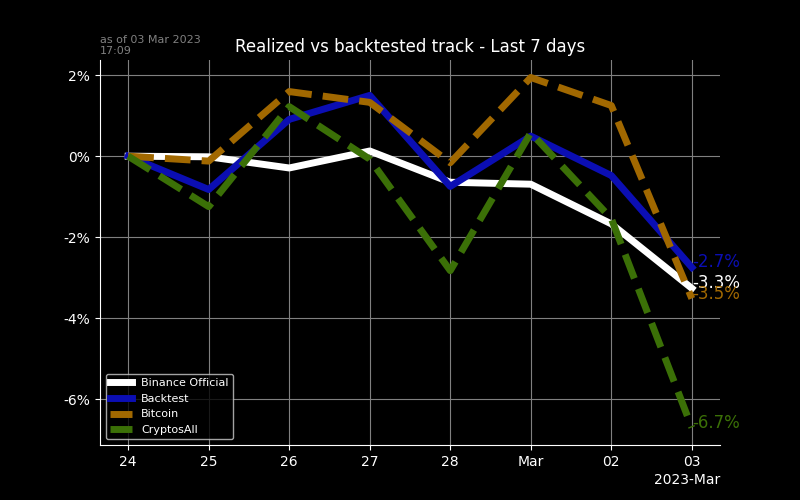 as of 03 Mar 2023
17:09
Realized vs backtested track - Last 7 days
2%
0%
-2%
-4%
-6%
-2.7%
-3.3%
-3.5%
-6.7%
Binance Official
Backtest
Bitcoin
CryptosAll
24 25 26 27 28 Mar 02 03
2023-Mar